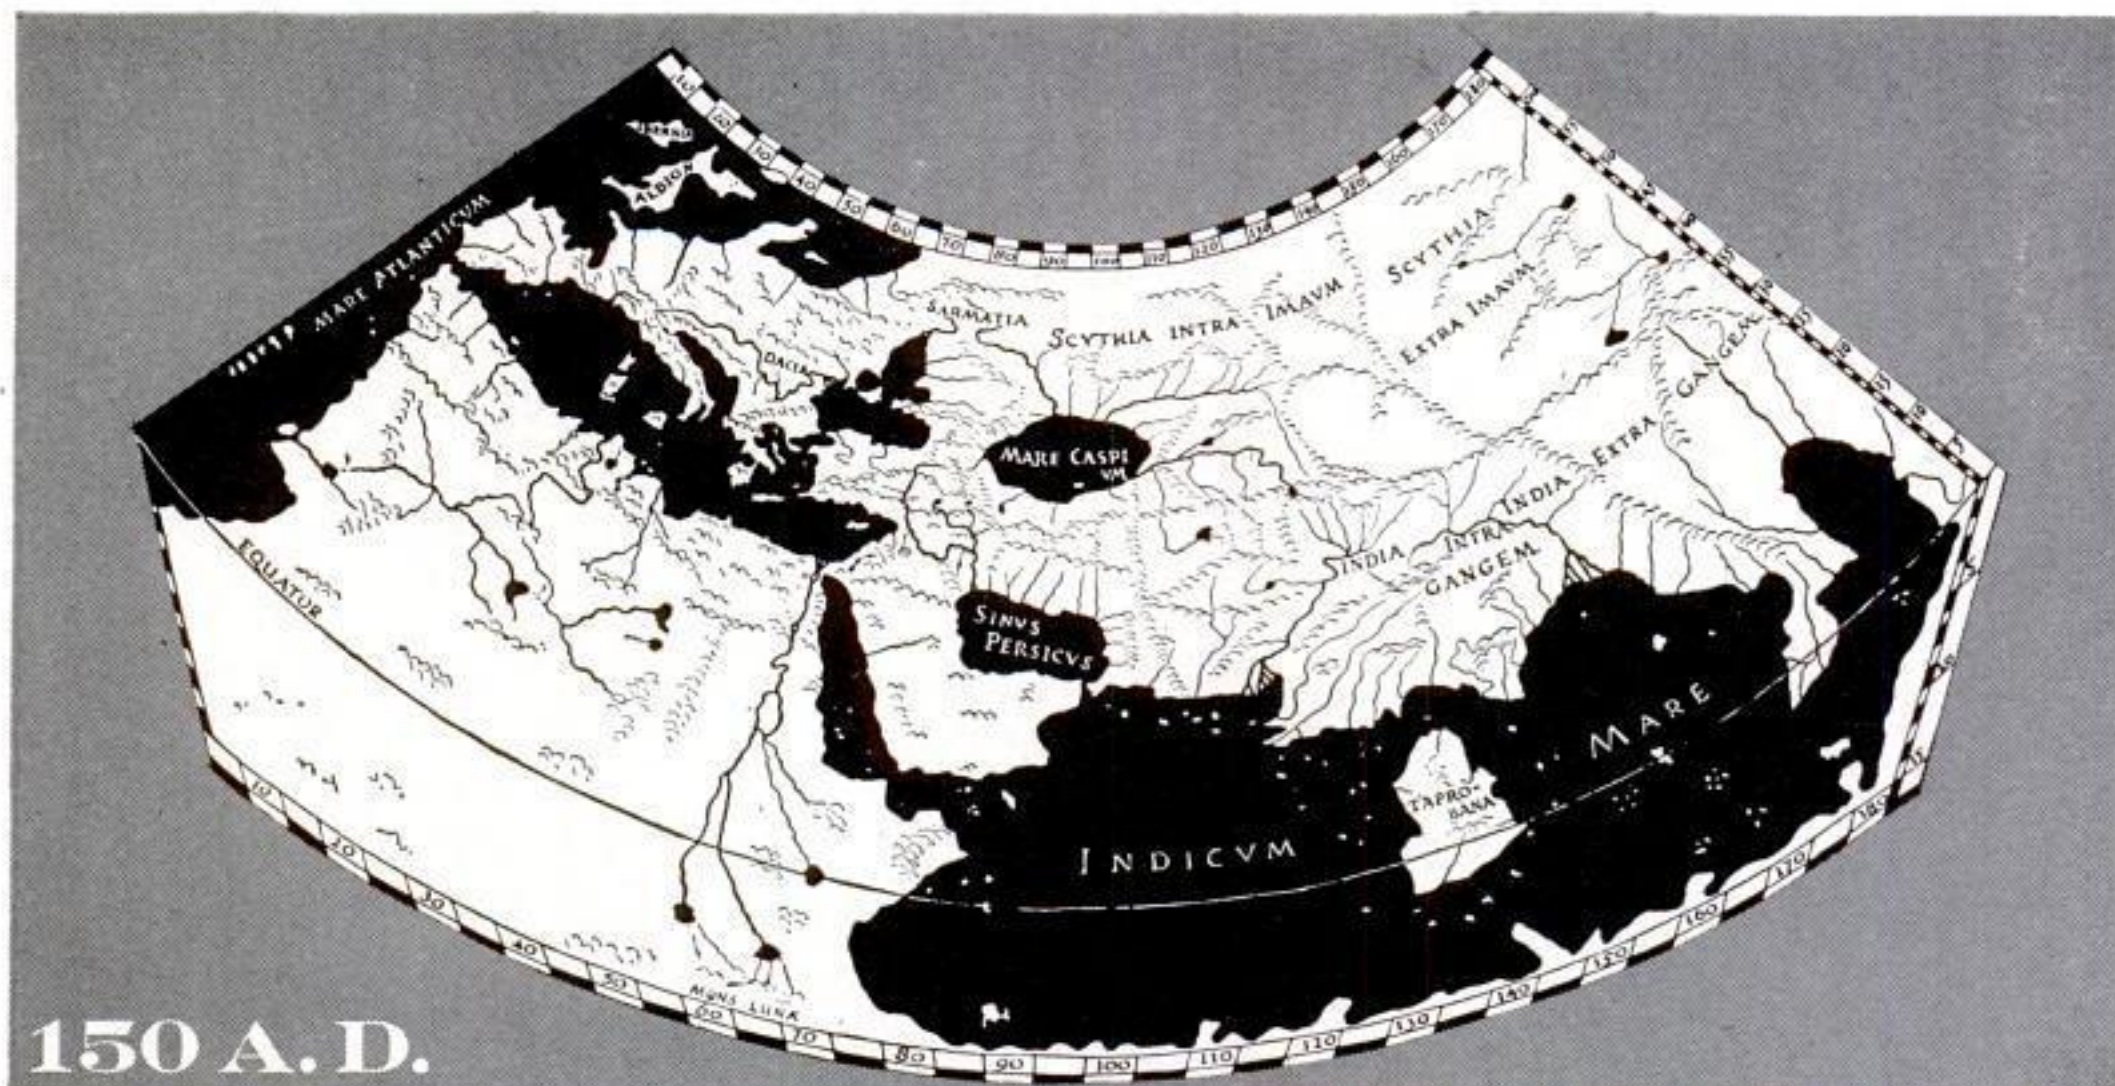 IVERNIA
ALBION
MARE ATLANTICVM
SARMATIA
SCYTHIA INTRA IMAVM
SCYTHIA
EXTRA IMAVM
DACIA
MARE CASPI
VM
INDIA EXTRA GANGEM
INDIA INTRA
GANGEM
EQUATOR
SINVS
PERSICVS
MARE
INDICVM
TAPRO-
BANA
MONS LUNÆ
10 20 30 40 50 60 70 80 90 100 110 120 130 140 150 160 170 180
150 A. D.